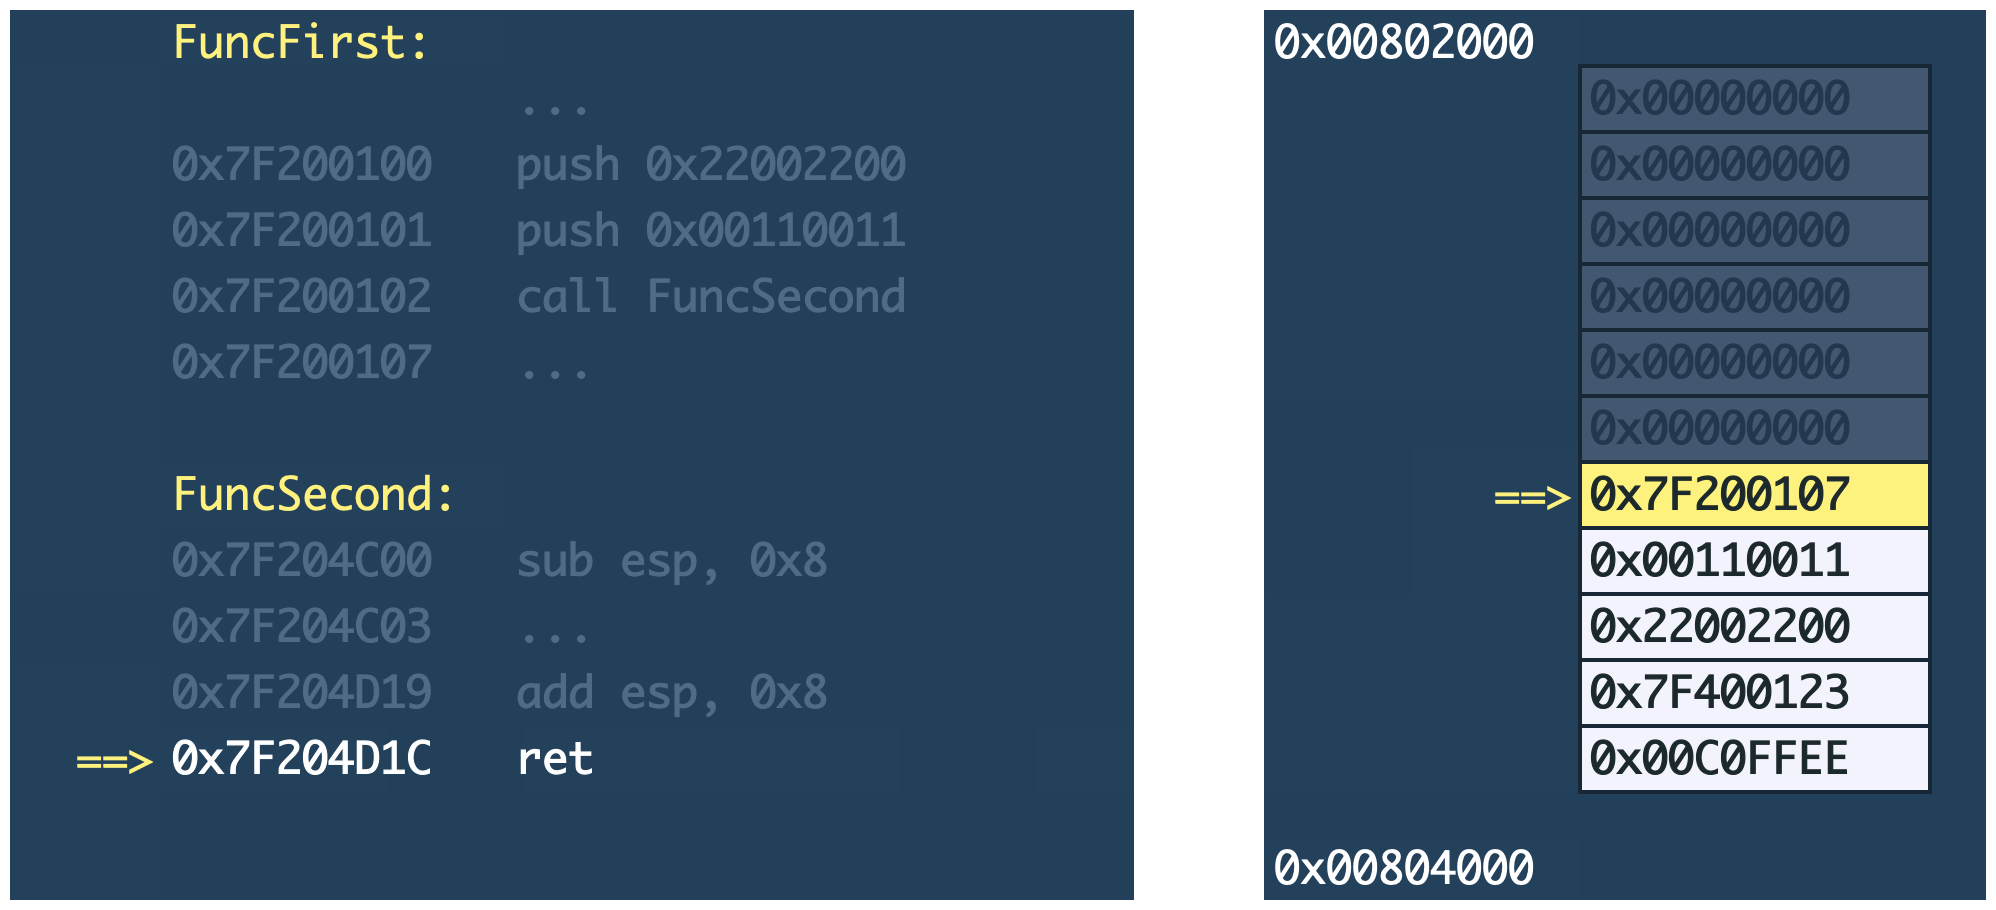 FuncFirst:
...
0x7F200100 push 0x22002200
0x7F200101 push 0x00110011
0x7F200102 call FuncSecond
0x7F200107 ...
FuncSecond:
0x7F204C00 sub esp, 0x8
0x7F204C03 ...
0x7F204D19 add esp, 0x8
==> 0x7F204D1C ret
0x00802000
0x00000000
0x00000000
0x00000000
0x00000000
0x00000000
0x00000000
==> 0x7F200107
0x00110011
0x22002200
0x7F400123
0x00C0FFEE
0x00804000